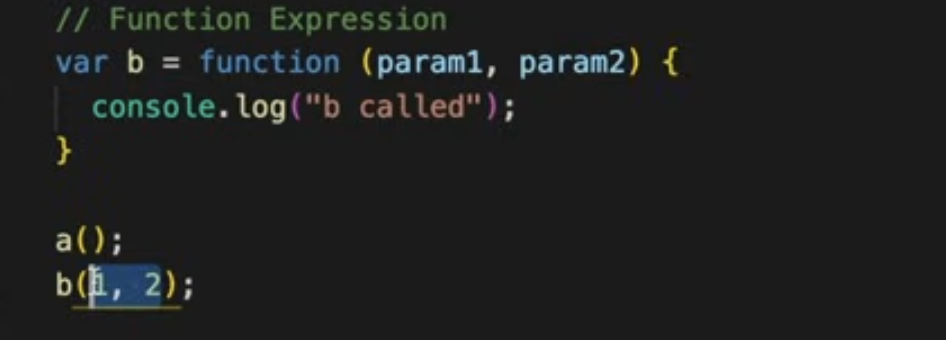 // Function Expression
var b = function (param1, param2) {
  console.log("b called");
}
a();
b(1, 2);